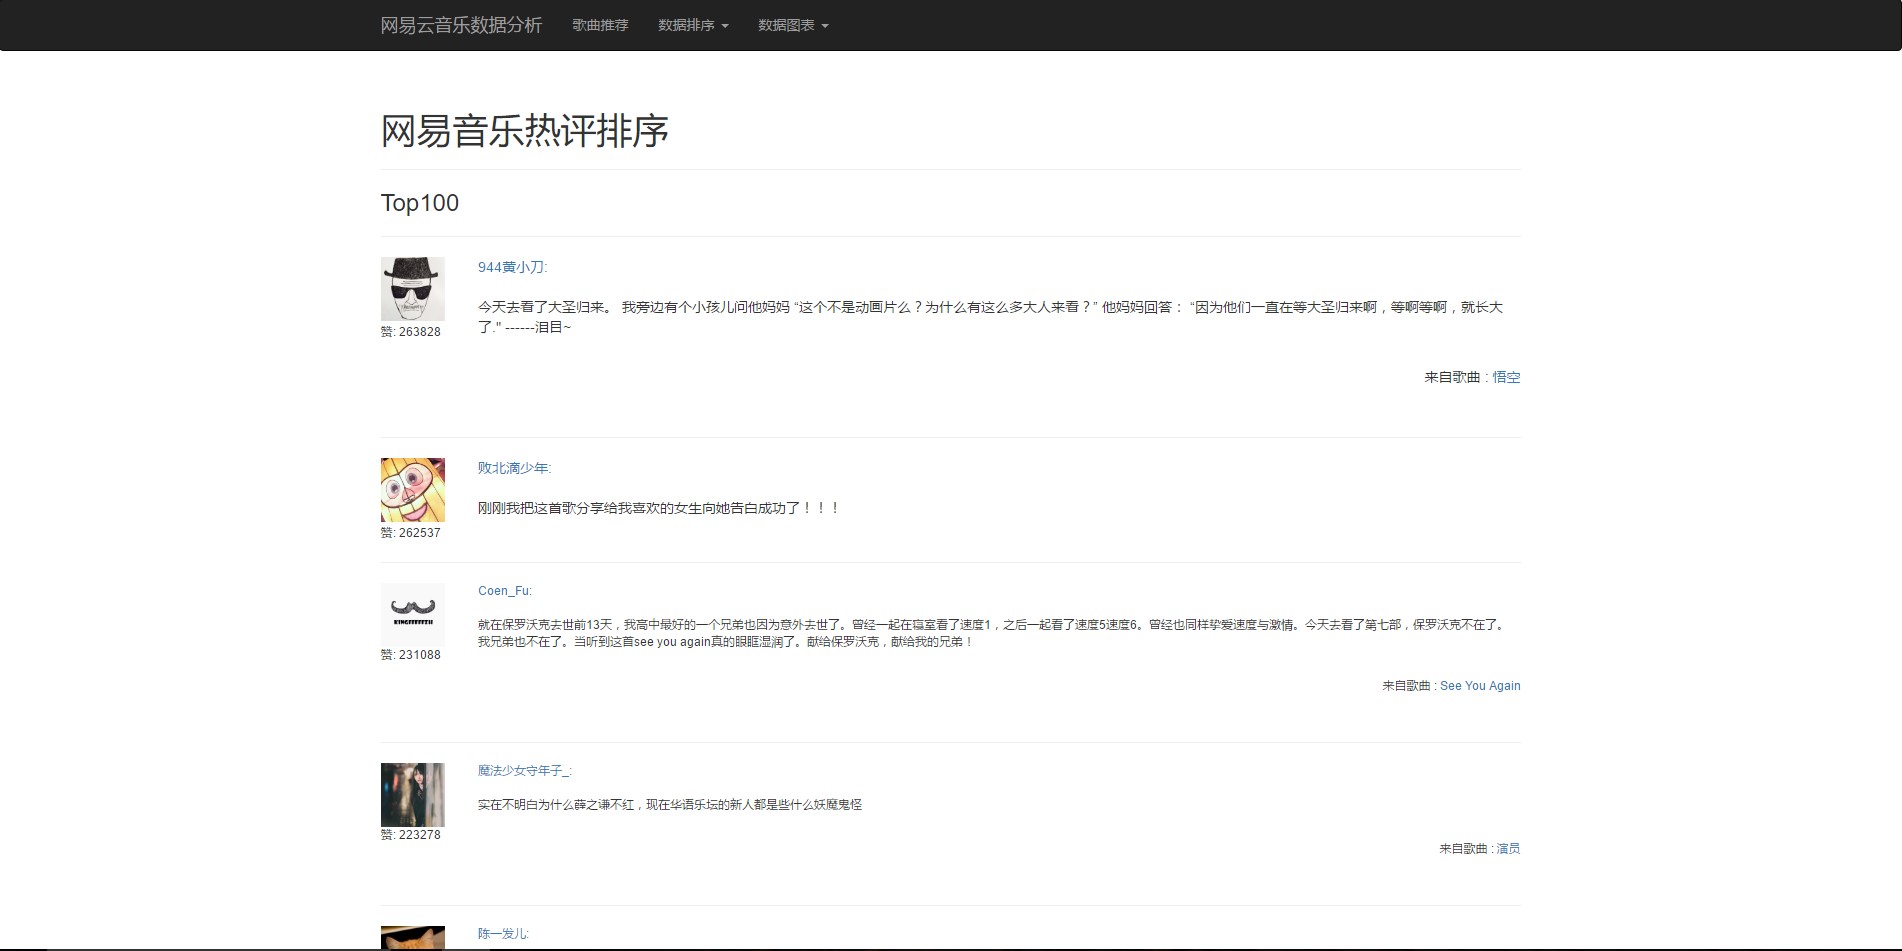 网易云音乐数据分析 歌曲推荐 数据排序 数据图表
网易音乐热评排序
Top100
944黄小刀:
今天去看了大圣归来。 我旁边有个小孩儿问他妈妈 “这个不是动画片么？为什么有这么多大人来看？” 他妈妈回答： “因为他们一直在等大圣归来啊，等啊等啊，就长大
了." ------泪目~
赞: 263828
来自歌曲 : 悟空
败北滴少年:
刚刚我把这首歌分享给我喜欢的女生向她告白成功了！！！
赞: 262537
Coen_Fu:
KINGFFFFFZII
就在保罗沃克去世前13天，我高中最好的一个兄弟也因为意外去世了。曾经一起在寝室看了速度1，之后一起看了速度5速度6。曾经也同样挚爱速度与激情。今天去看了第七部，保罗沃克不在了。
我兄弟也不在了。当听到这首see you again真的眼眶湿润了。献给保罗沃克，献给我的兄弟！
赞: 231088
来自歌曲 : See You Again
魔法少女守年子_:
实在不明白为什么薛之谦不红，现在华语乐坛的新人都是些什么妖魔鬼怪
赞: 223278
来自歌曲 : 演员
陈一发儿: